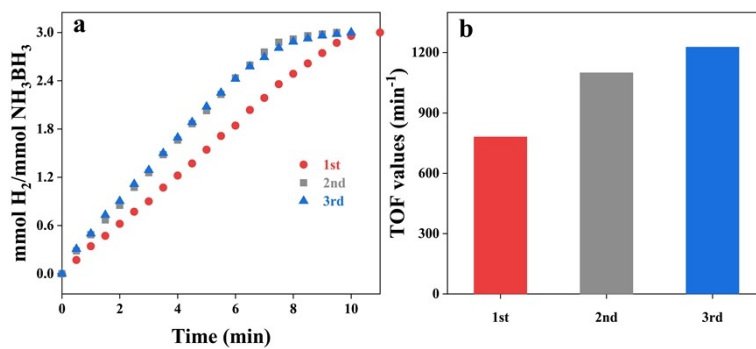 a
mmol H₂/mmol NH₃BH₃
3.0
2.4
1.8
1.2
0.6
0.0
1st
2nd
3rd
0 2 4 6 8 10
Time (min)
b
TOF values (min⁻¹)
1200
900
600
300
0
1st 2nd 3rd